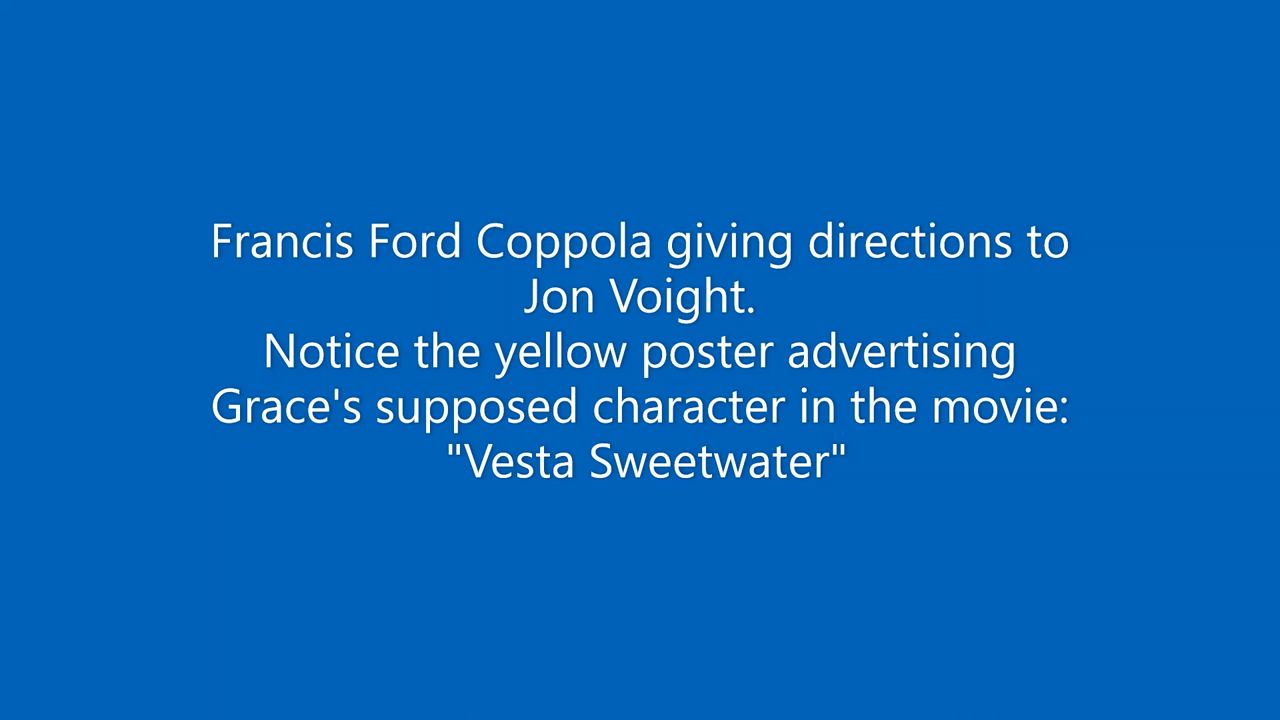 Francis Ford Coppola giving directions to
Jon Voight.
Notice the yellow poster advertising
Grace's supposed character in the movie:
"Vesta Sweetwater"